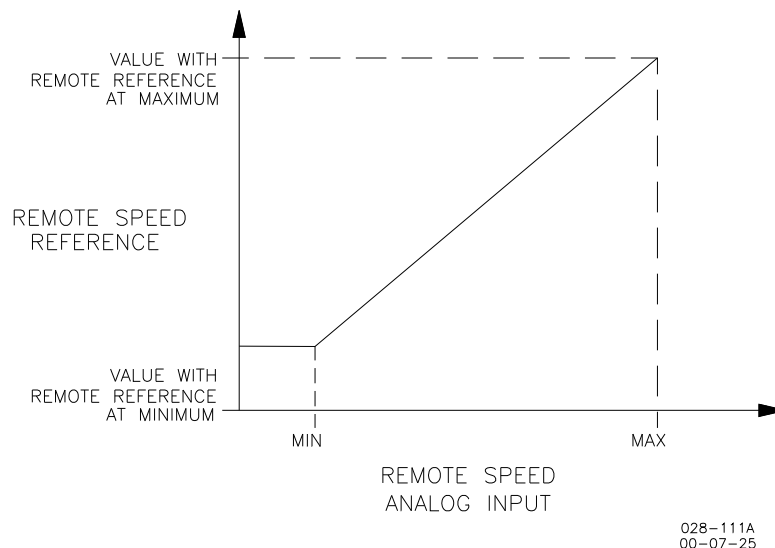 VALUE WITH
REMOTE REFERENCE
AT MAXIMUM
REMOTE SPEED
REFERENCE
VALUE WITH
REMOTE REFERENCE
AT MINIMUM
MIN
MAX
REMOTE SPEED
ANALOG INPUT
028-111A
00-07-25